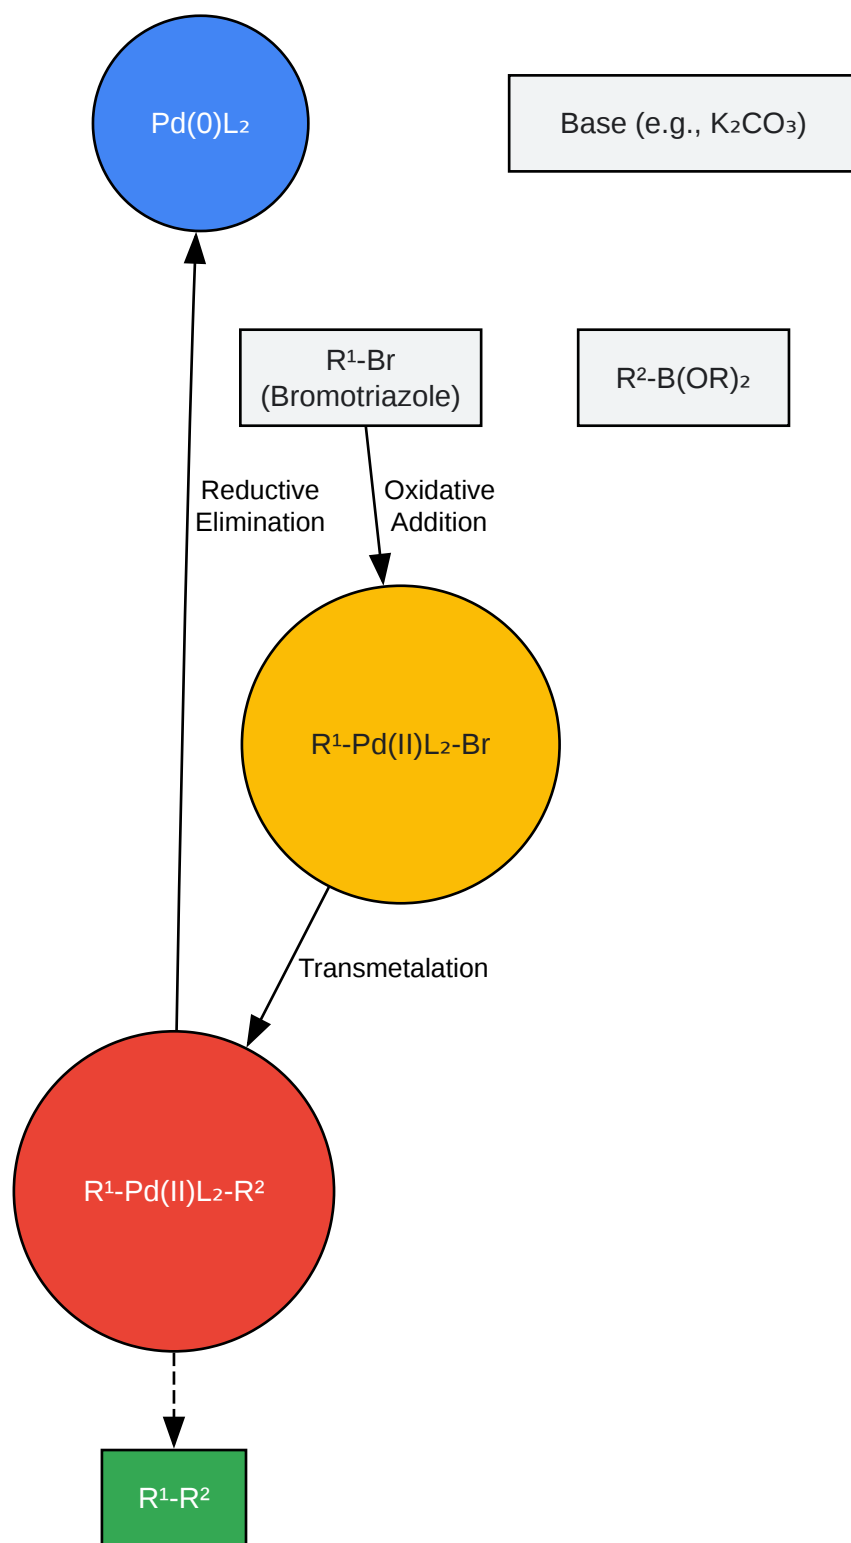 Pd(0)L₂
Base (e.g., K₂CO₃)
R¹-Br
(Bromotriazole)
R²-B(OR)₂
Reductive
Elimination
Oxidative
Addition
R¹-Pd(II)L₂-Br
Transmetalation
R¹-Pd(II)L₂-R²
R¹-R²